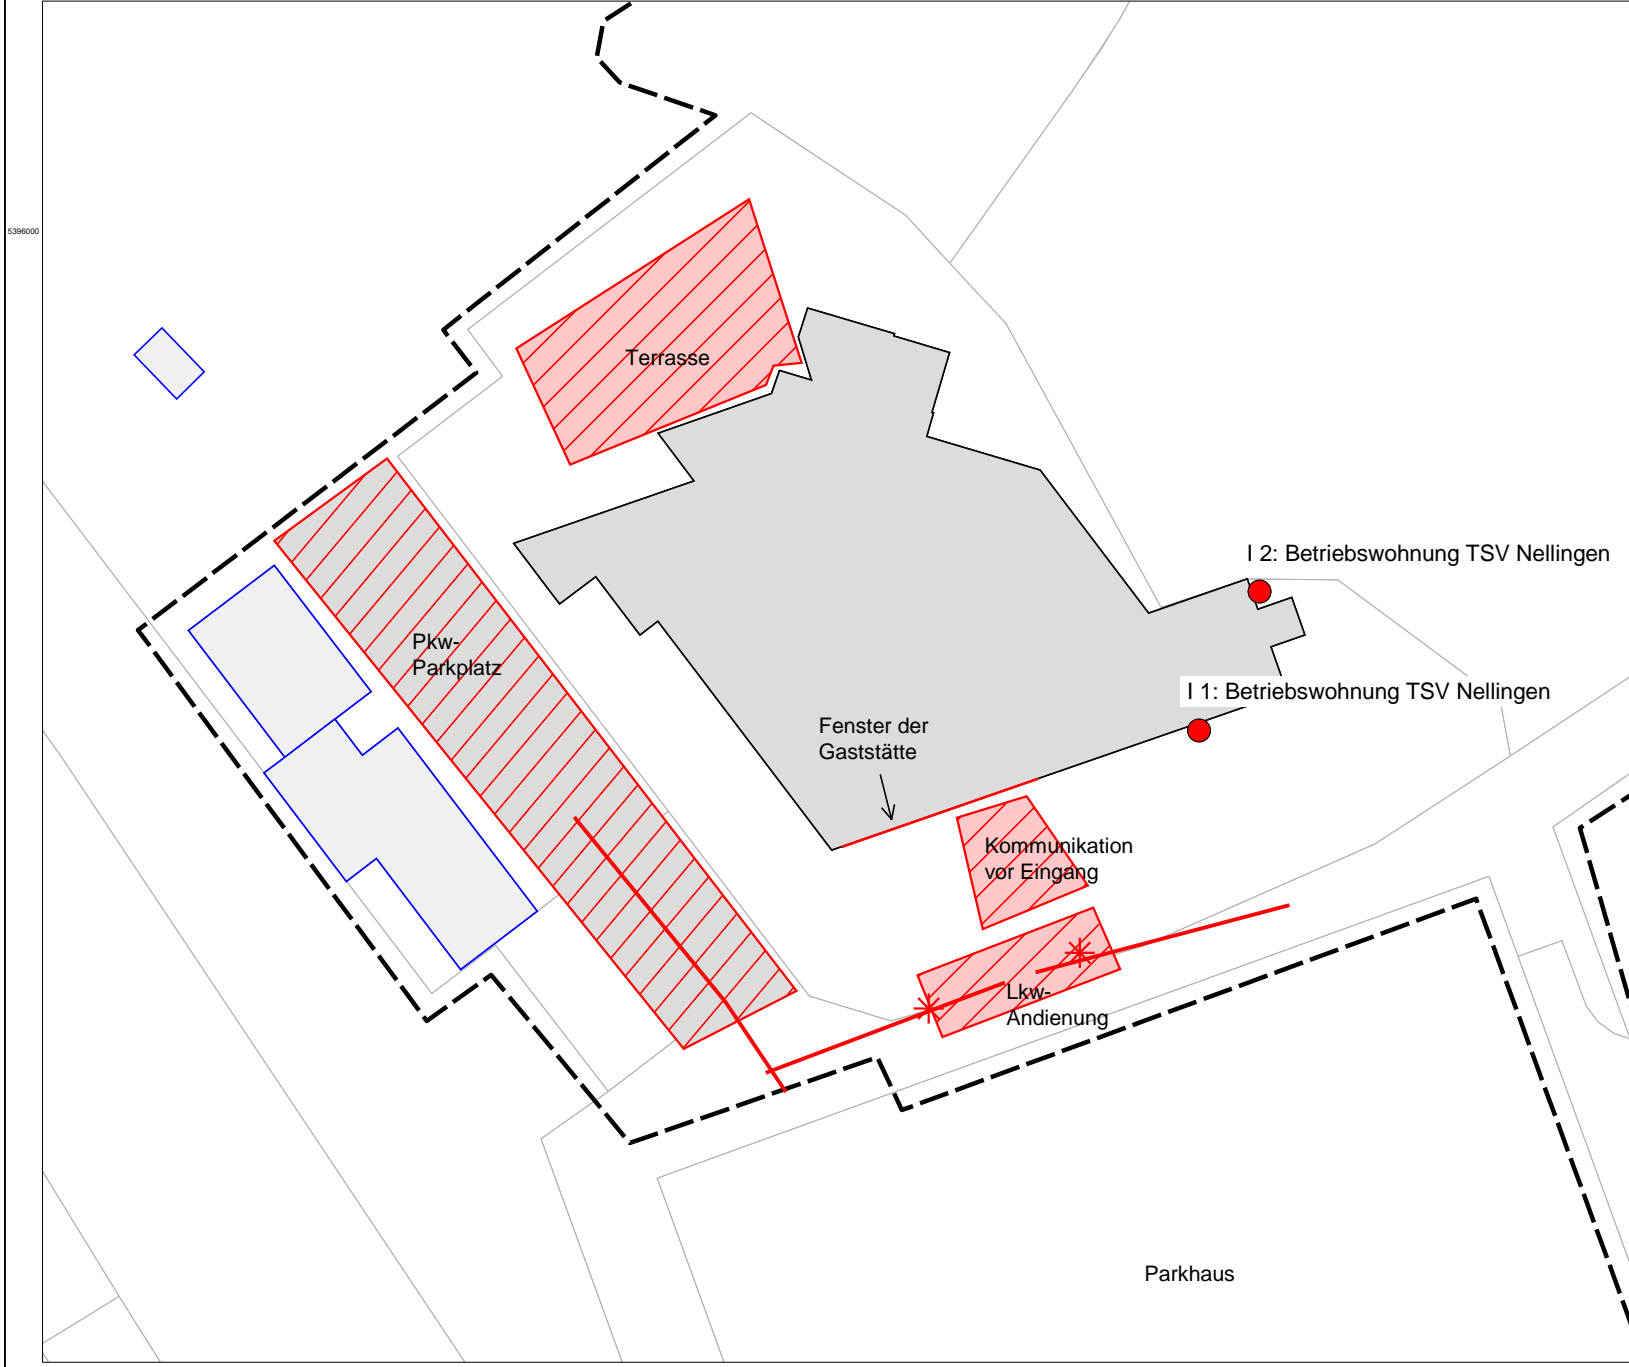 5396000
Terrasse
I 2: Betriebswohnung TSV Nellingen
Pkw-
Parkplatz
I 1: Betriebswohnung TSV Nellingen
Fenster der
Gaststätte
Kommunikation
vor Eingang
Lkw-
Andienung
Parkhaus